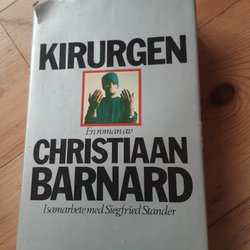 KIRURGEN
En roman av
CHRISTIAAN
BARNARD
I samarbete med Siegfried Stander